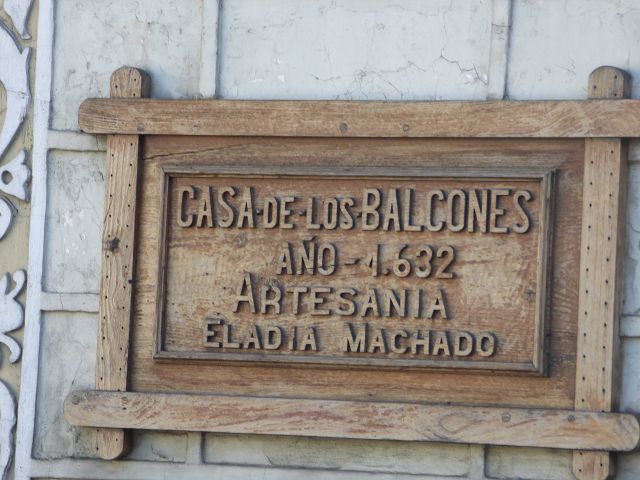 CASA-DE-LOS-BALCONES
AÑO-1.632
ARTESANIA
ELADIA MACHADO